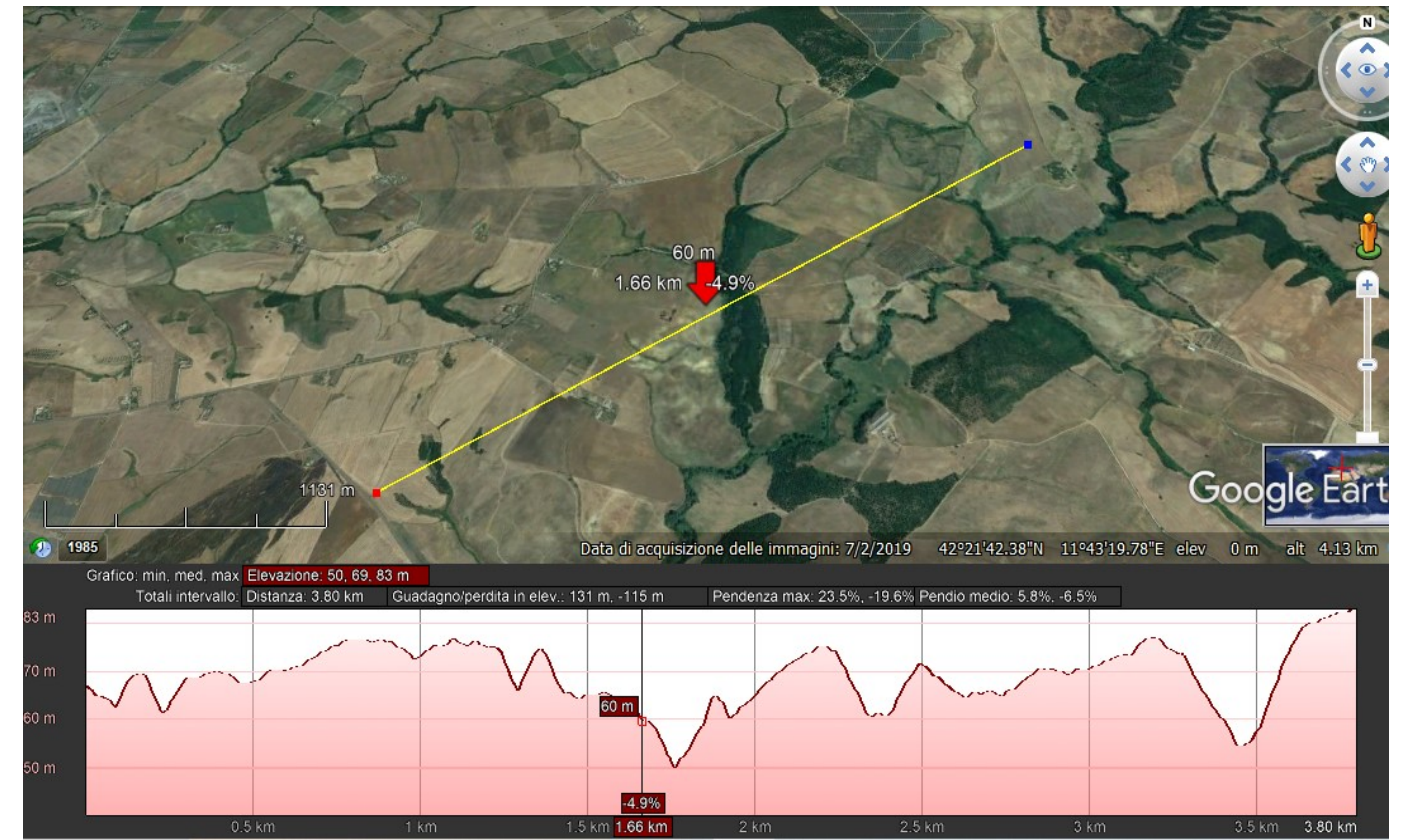 N
60 m
1.66 km -4.9%
1131 m
Google Eart
1985
Data di acquisizione delle immagini: 7/2/2019 42°21'42.38"N 11°43'19.78"E elev 0 m alt 4.13 km
Grafico: min, med, max Elevazione: 50, 69, 83 m
Totali intervallo: Distanza: 3.80 km Guadagno/perdita in elev.: 131 m, -115 m Pendenza max: 23.5%, -19.6% Pendio medio: 5.8%, -6.5%
83 m
70 m
60 m
60 m
50 m
-4.9%
0.5 km 1 km 1.5 km 1.66 km 2 km 2.5 km 3 km 3.5 km 3.80 km